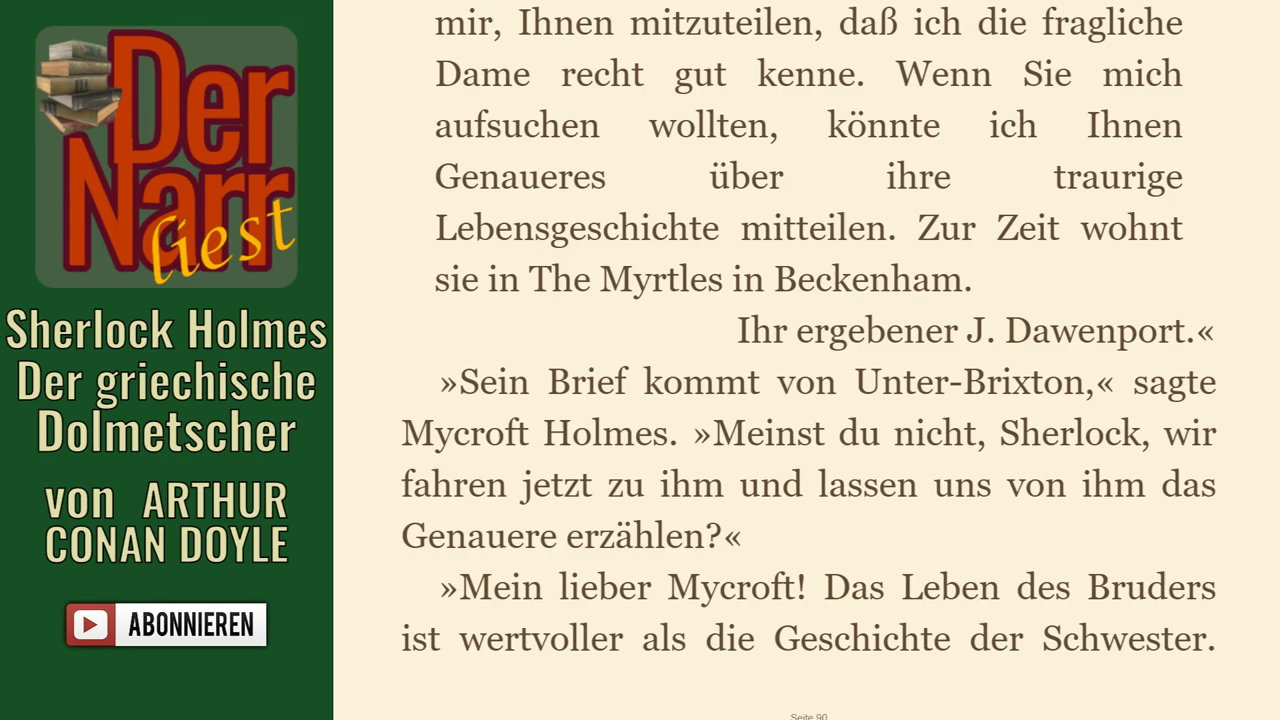 Der
Narr
liest
Sherlock Holmes
Der griechische
Dolmetscher
von ARTHUR
CONAN DOYLE
ABONNIEREN
mir, Ihnen mitzuteilen, daß ich die fragliche
Dame recht gut kenne. Wenn Sie mich
aufsuchen wollten, könnte ich Ihnen
Genaueres über ihre traurige
Lebensgeschichte mitteilen. Zur Zeit wohnt
sie in The Myrtles in Beckenham.
Ihr ergebener J. Dawenport.«
»Sein Brief kommt von Unter-Brixton,« sagte
Mycroft Holmes. »Meinst du nicht, Sherlock, wir
fahren jetzt zu ihm und lassen uns von ihm das
Genauere erzählen?«
»Mein lieber Mycroft! Das Leben des Bruders
ist wertvoller als die Geschichte der Schwester.
Seite 90